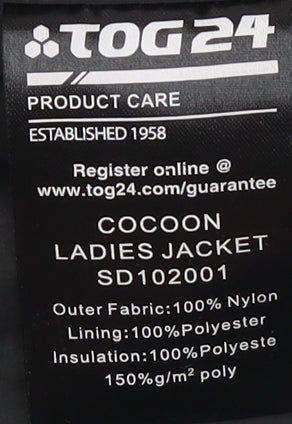 TOG 24
PRODUCT CARE
ESTABLISHED 1958
Register online @
www.tog24.com/guarantee
COCOON
LADIES JACKET
SD102001
Outer Fabric:100% Nylon
Lining:100%Polyester
Insulation:100%Polyeste
150%g/m² poly